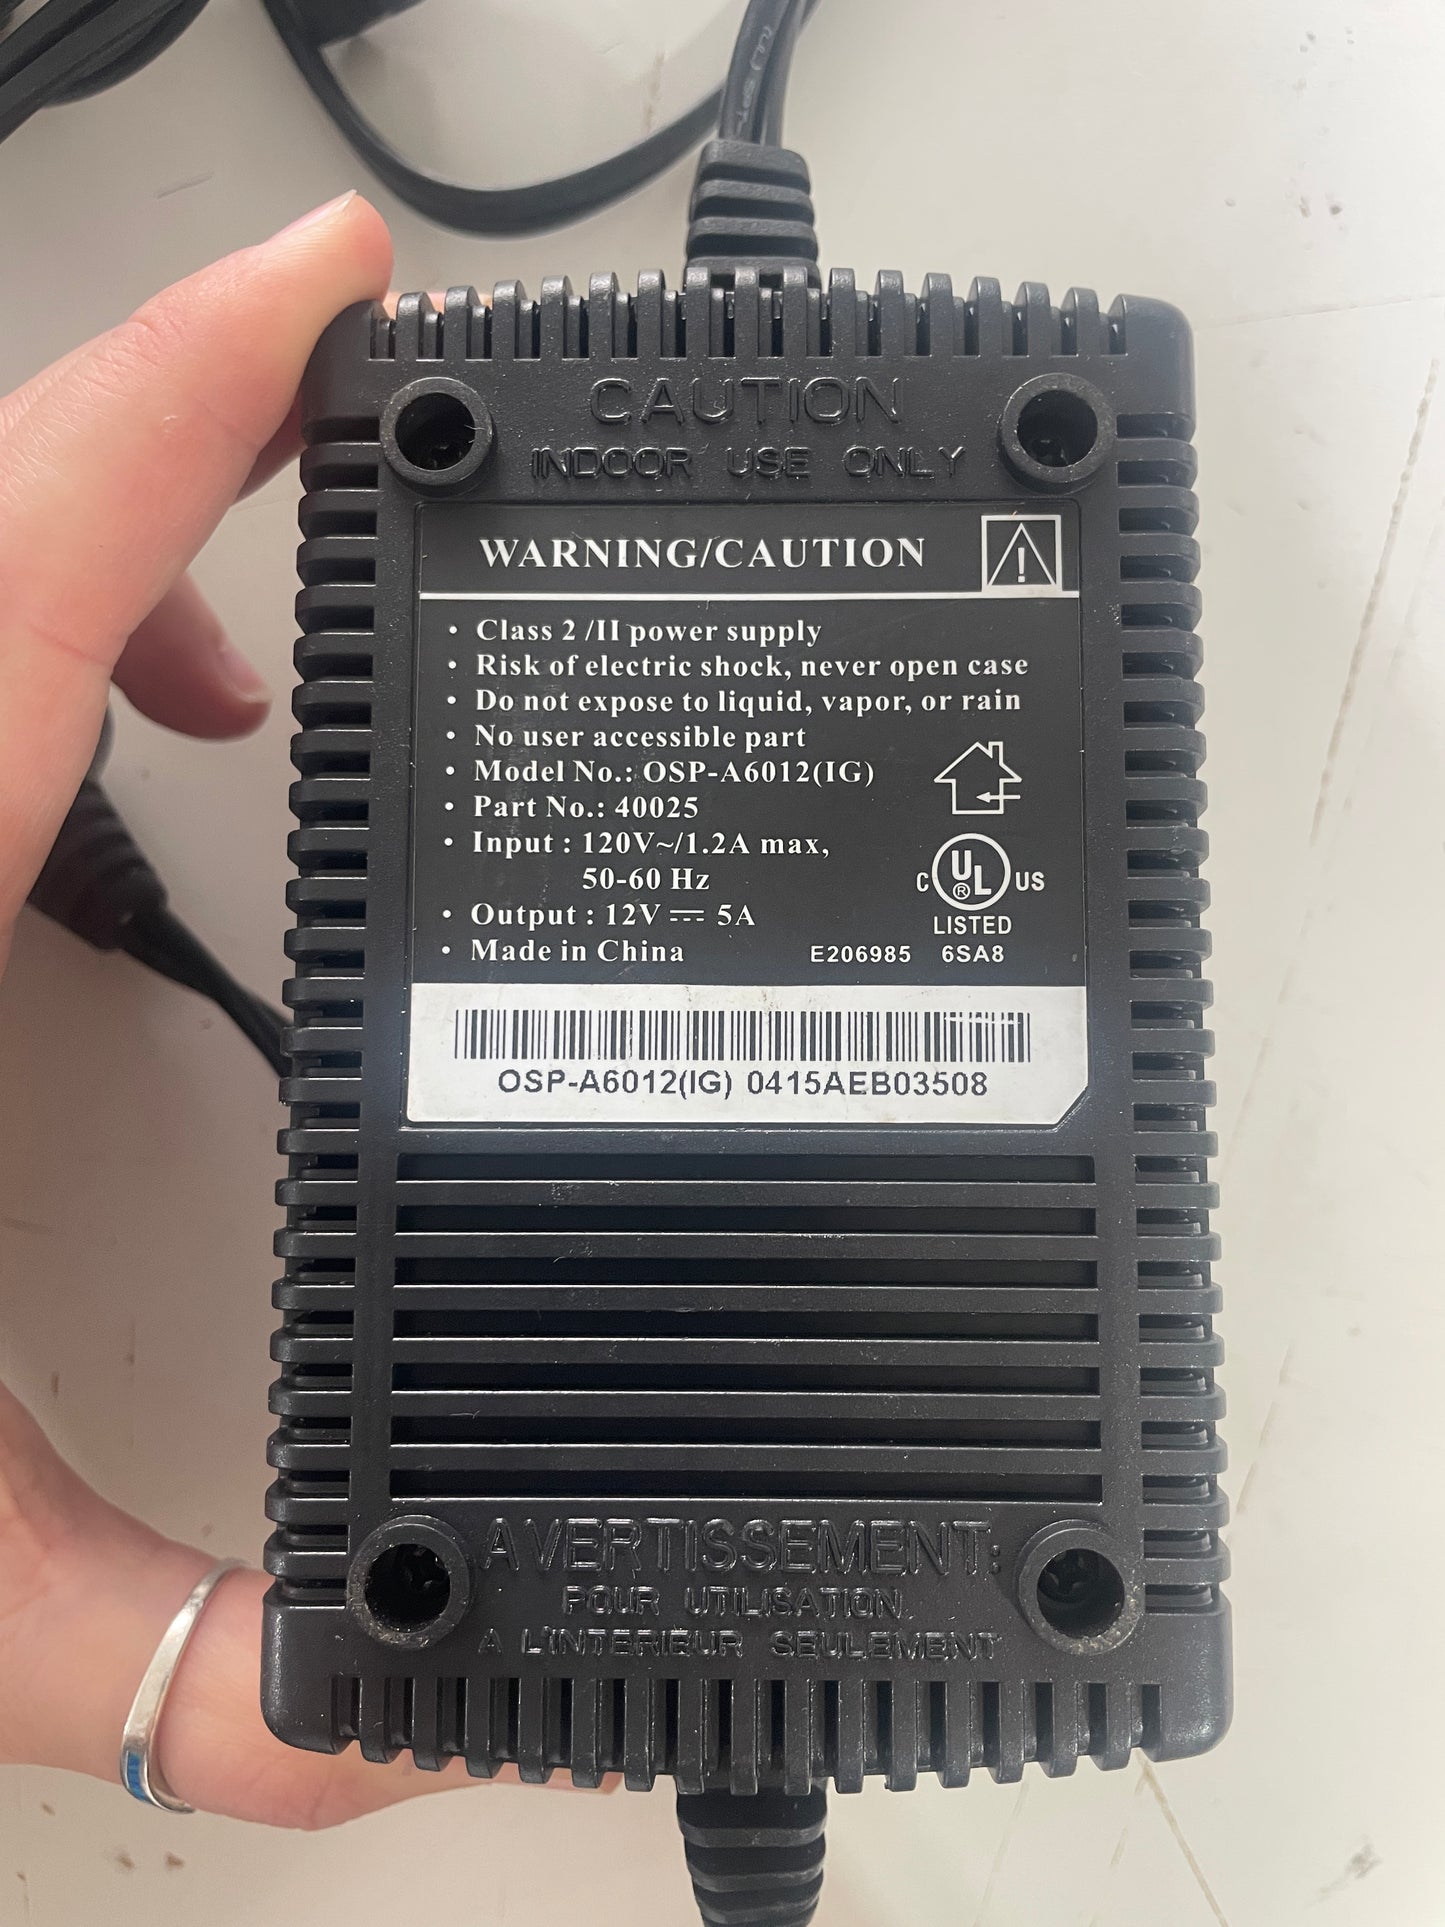 CAUTION
INDOOR USE ONLY
WARNING/CAUTION
• Class 2 /II power supply
• Risk of electric shock, never open case
• Do not expose to liquid, vapor, or rain
• No user accessible part
• Model No.: OSP-A6012(IG)
• Part No.: 40025
• Input : 120V~/1.2A max,
50-60 Hz
• Output : 12V ⎓ 5A
• Made in China
C UL ® US
LISTED
E206985 6SA8
OSP-A6012(IG) 0415AEB03508
AVERTISSEMENT:
POUR UTILISATION
A L'INTERIEUR SEULEMENT